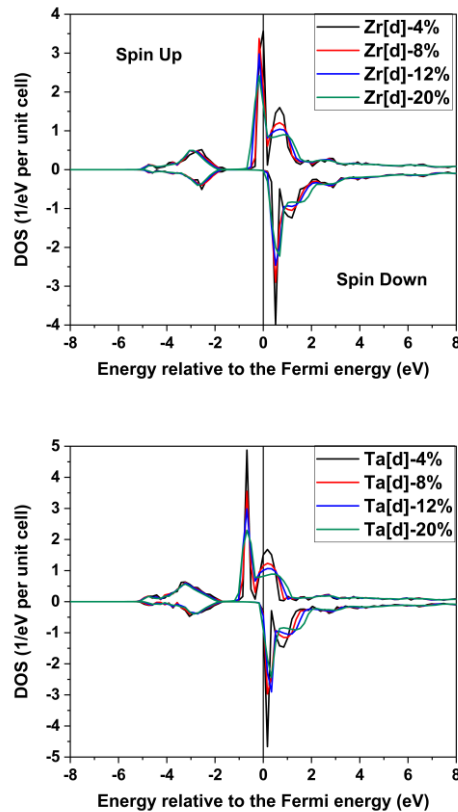 Spin Up
Zr[d]-4%
Zr[d]-8%
Zr[d]-12%
Zr[d]-20%
Spin Down
DOS (1/eV per unit cell)
4
3
2
1
0
-1
-2
-3
-4
-8 -6 -4 -2 0 2 4 6 8
Energy relative to the Fermi energy (eV)
Ta[d]-4%
Ta[d]-8%
Ta[d]-12%
Ta[d]-20%
DOS (1/eV per unit cell)
5
4
3
2
1
0
-1
-2
-3
-4
-5
-8 -6 -4 -2 0 2 4 6 8
Energy relative to the Fermi energy (eV)